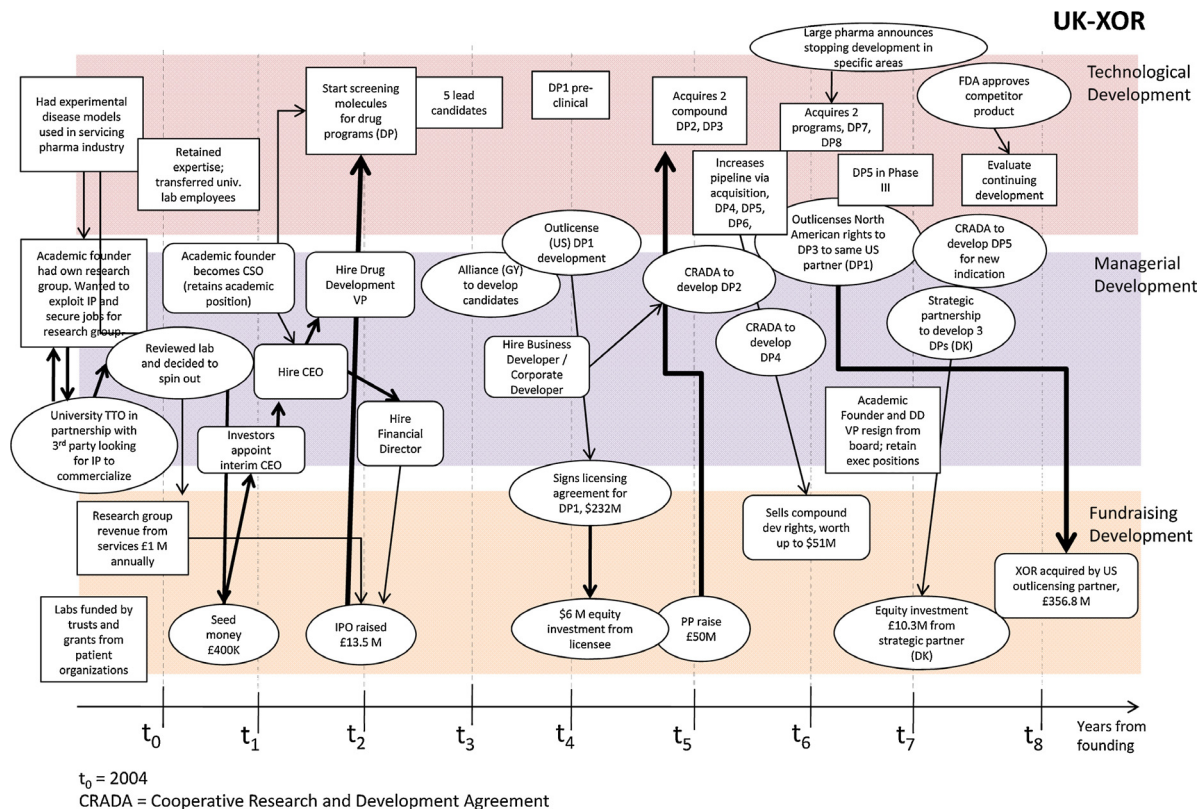 UK-XOR
Large pharma announces
stopping development in
specific areas
Technological
Development
Had experimental
disease models
used in servicing
pharma industry
Retained
expertise;
transferred univ.
lab employees
Start screening
molecules
for drug
programs (DP)
5 lead
candidates
DP1 pre-
clinical
Acquires 2
compound
DP2, DP3
Acquires 2
programs, DP7,
DP8
FDA approves
competitor
product
Increases
pipeline via
acquisition,
DP4, DP5,
DP6,
DP5 in Phase
III
Evaluate
continuing
development
Managerial
Development
Academic founder
had own research
group. Wanted to
exploit IP and
secure jobs for
research group.
Academic founder
becomes CSO
(retains academic
position)
Hire Drug
Development
VP
Alliance (GY)
to develop
candidates
Outlicense
(US) DP1
development
CRADA to
develop DP2
Outlicenses North
American rights to
DP3 to same US
partner (DP1)
CRADA to
develop DP5
for new
indication
Reviewed lab
and decided to
spin out
Hire CEO
Hire Business
Developer /
Corporate
Developer
CRADA to
develop
DP4
Strategic
partnership
to develop 3
DPs (DK)
University TTO in
partnership with
3rd party looking
for IP to
commercialize
Investors
appoint
interim CEO
Hire
Financial
Director
Academic
Founder and DD
VP resign from
board; retain
exec positions
Fundraising
Development
Research group
revenue from
services £1 M
annually
Signs licensing
agreement for
DP1, $232M
Sells compound
dev rights, worth
up to $51M
XOR acquired by US
outlicensing partner,
£356.8 M
Labs funded by
trusts and
grants from
patient
organizations
Seed
money
£400K
IPO raised
£13.5 M
$6 M equity
investment from
licensee
PP raise
£50M
Equity investment
£10.3M from
strategic partner
(DK)
t0 t1 t2 t3 t4 t5 t6 t7 t8
Years from
founding
t0 = 2004
CRADA = Cooperative Research and Development Agreement